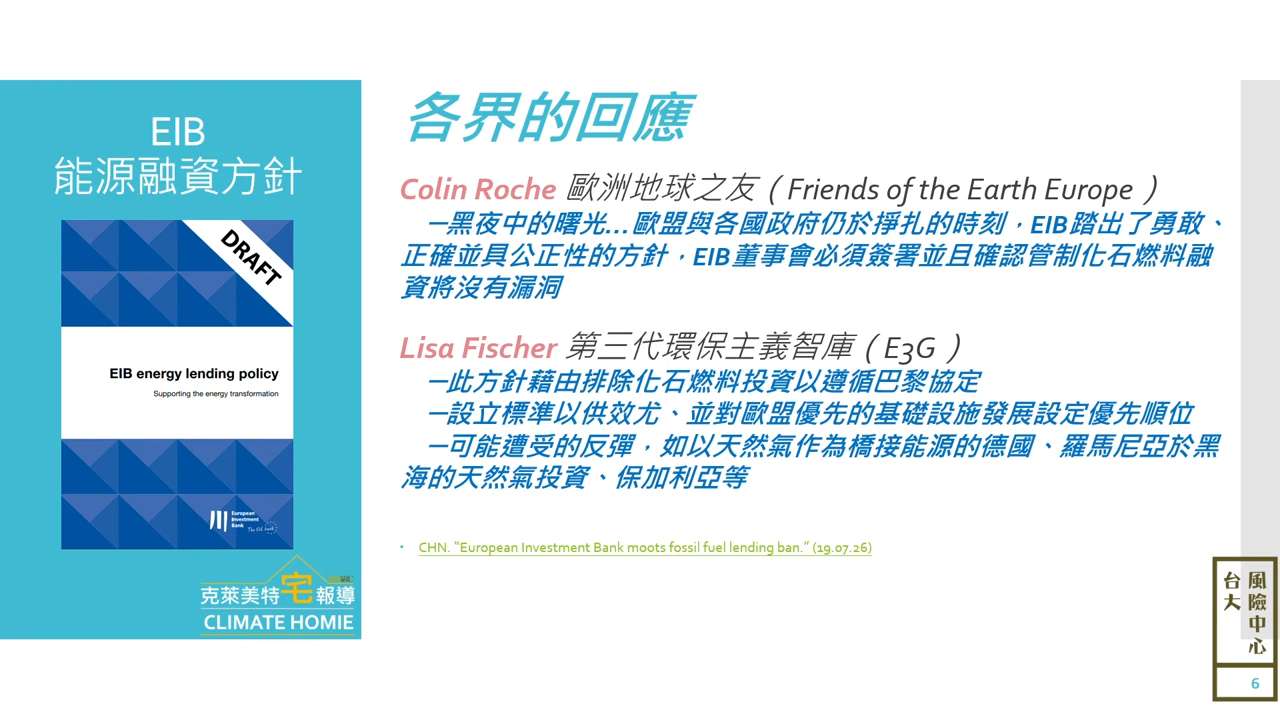 EIB
能源融資方針
DRAFT
EIB energy lending policy
Supporting the energy transformation
European
Investment
Bank
The EU bank
克萊美特宅報導
CLIMATE HOMIE
各界的回應
Colin Roche 歐洲地球之友（Friends of the Earth Europe）
─黑夜中的曙光…歐盟與各國政府仍於掙扎的時刻，EIB踏出了勇敢、
正確並具公正性的方針，EIB董事會必須簽署並且確認管制化石燃料融
資將沒有漏洞
Lisa Fischer 第三代環保主義智庫（E3G）
─此方針藉由排除化石燃料投資以遵循巴黎協定
─設立標準以供效尤、並對歐盟優先的基礎設施發展設定優先順位
─可能遭受的反彈，如以天然氣作為橋接能源的德國、羅馬尼亞於黑
海的天然氣投資、保加利亞等
• CHN. “European Investment Bank moots fossil fuel lending ban.” (19.07.26)
台大
風險中心
6